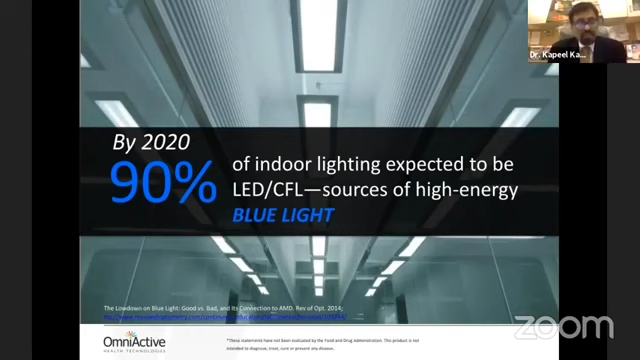 Dr. Kapeel Ka...
By 2020
90%
of indoor lighting expected to be
LED/CFL—sources of high-energy
BLUE LIGHT
The Lowdown on Blue Light: Good vs. Bad, and Its Connection to AMD. Rev of Opt. 2014;
OmniActive
HEALTH TECHNOLOGIES
*These statements have not been evaluated by the Food and Drug Administration. This product is not
intended to diagnose, treat, cure or prevent any disease.
zoom